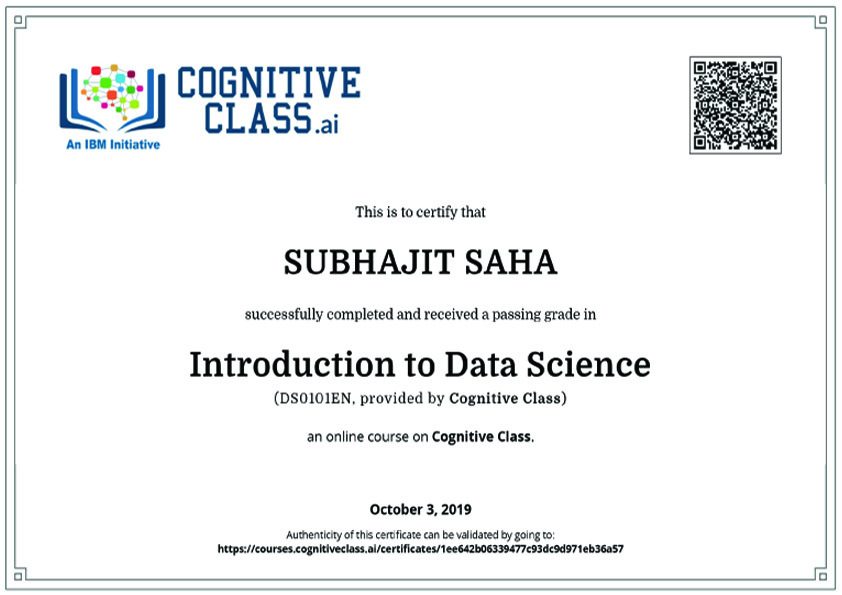 COGNITIVE
CLASS.ai
An IBM Initiative
This is to certify that
SUBHAJIT SAHA
successfully completed and received a passing grade in
Introduction to Data Science
(DS0101EN, provided by Cognitive Class)
an online course on Cognitive Class.
October 3, 2019
Authenticity of this certificate can be validated by going to:
https://courses.cognitiveclass.ai/certificates/1ee642b06339477c93dc9d971eb36a57